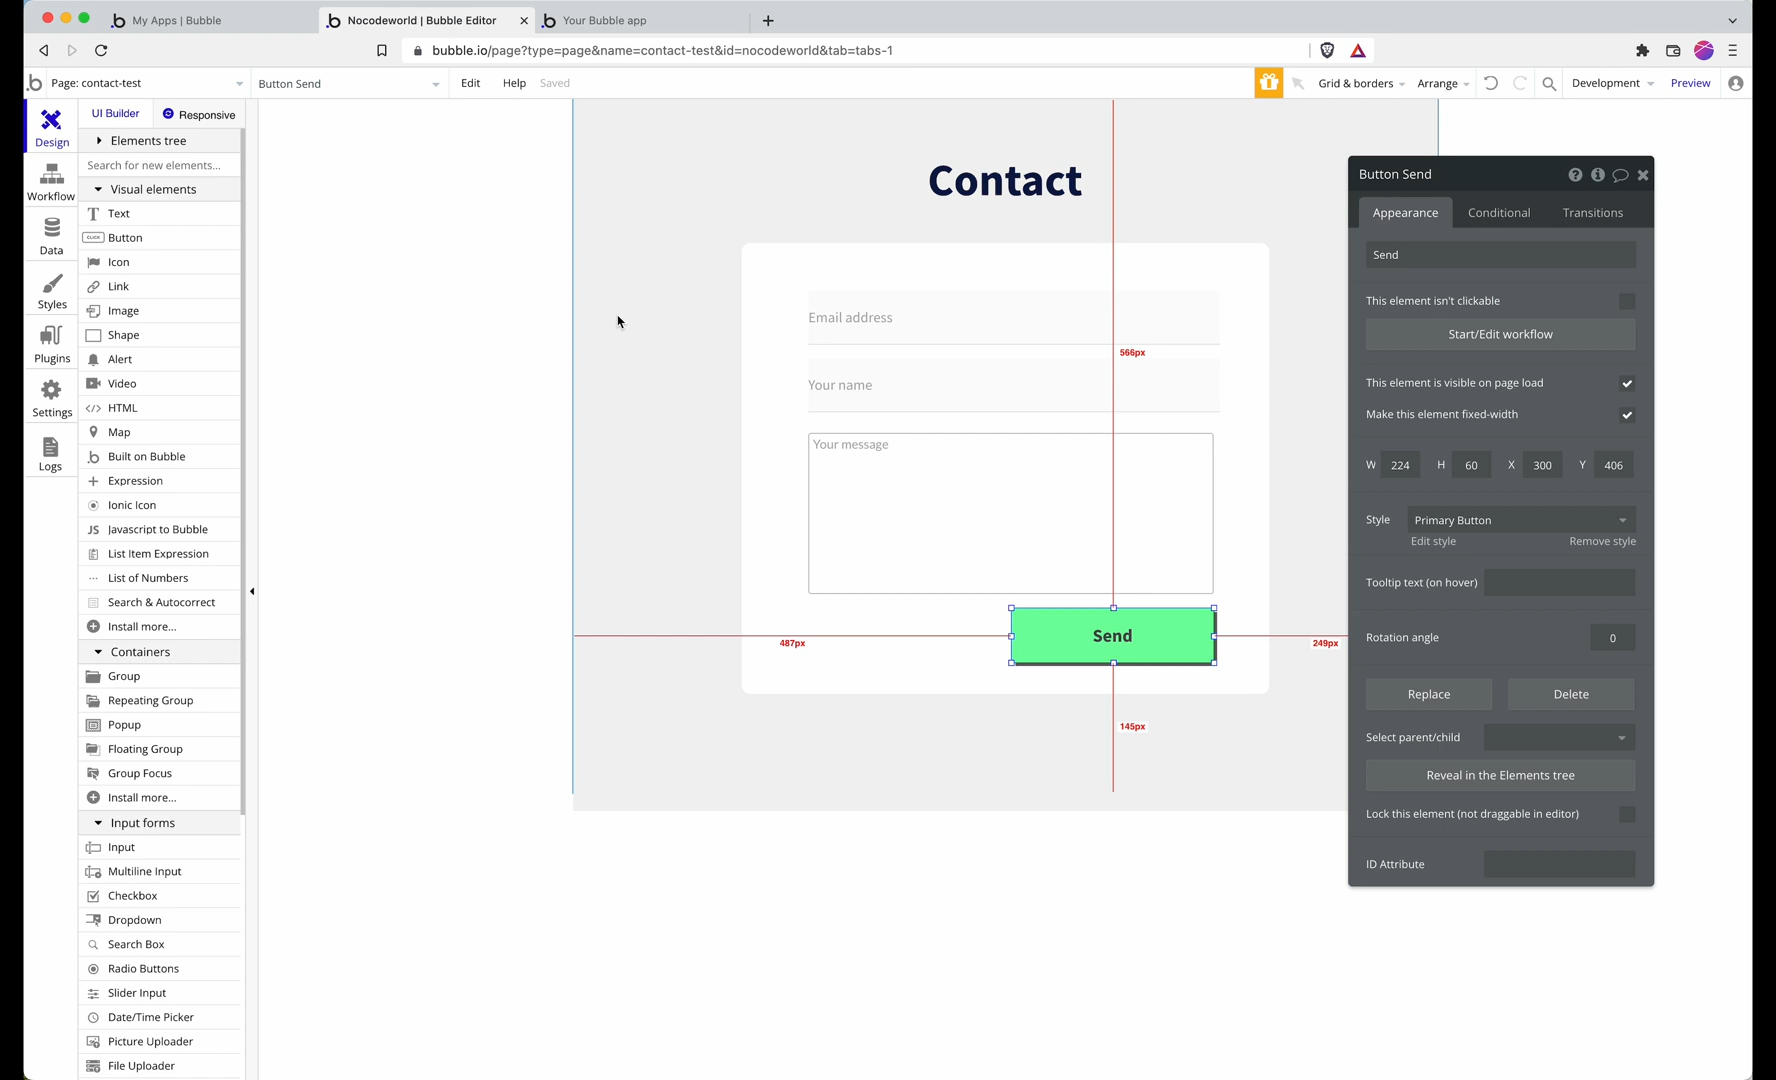 My Apps | Bubble
Nocodeworld | Bubble Editor
Your Bubble app
bubble.io/page?type=page&name=contact-test&id=nocodeworld&tab=tabs-1
Page: contact-test
Button Send
Edit
Help
Saved
Grid & borders
Arrange
Development
Preview
Design
Workflow
Data
Styles
Plugins
Settings
Logs
UI Builder
Responsive
Elements tree
Search for new elements...
Visual elements
Text
CLICK
Button
Icon
Link
Image
Shape
Alert
Video
HTML
Map
Built on Bubble
Expression
Ionic Icon
JS Javascript to Bubble
List Item Expression
List of Numbers
Search & Autocorrect
Install more...
Containers
Group
Repeating Group
Popup
Floating Group
Group Focus
Install more...
Input forms
Input
Multiline Input
Checkbox
Dropdown
Search Box
Radio Buttons
Slider Input
Date/Time Picker
Picture Uploader
File Uploader
Contact
Email address
566px
Your name
Your message
Send
487px
249px
145px
Button Send
Appearance
Conditional
Transitions
Send
This element isn't clickable
Start/Edit workflow
This element is visible on page load
Make this element fixed-width
W 224 H 60 X 300 Y 406
Style Primary Button
Edit style Remove style
Tooltip text (on hover)
Rotation angle 0
Replace Delete
Select parent/child
Reveal in the Elements tree
Lock this element (not draggable in editor)
ID Attribute